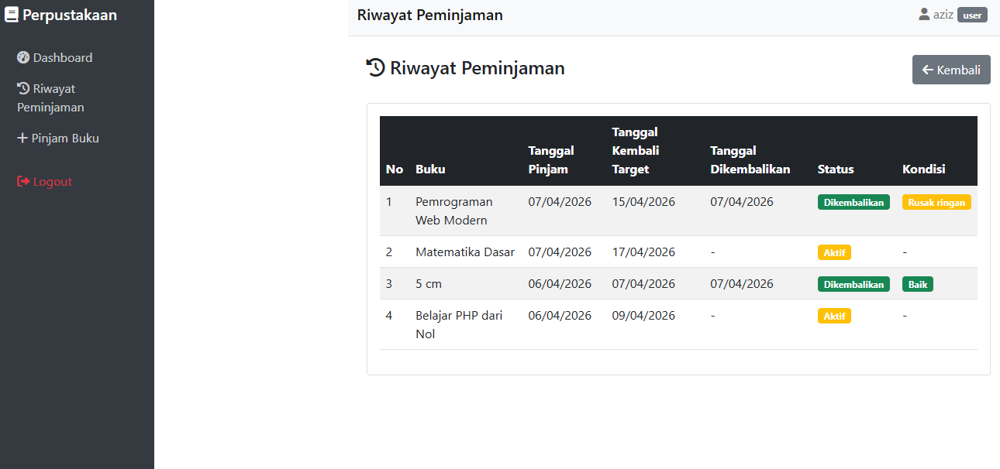 Perpustakaan
Dashboard
Riwayat
Peminjaman
Pinjam Buku
Logout
Riwayat Peminjaman
aziz user
Riwayat Peminjaman
Kembali
No Buku Tanggal Pinjam Tanggal Kembali Target Tanggal Dikembalikan Status Kondisi
1 Pemrograman Web Modern 07/04/2026 15/04/2026 07/04/2026 Dikembalikan Rusak ringan
2 Matematika Dasar 07/04/2026 17/04/2026 - Aktif -
3 5 cm 06/04/2026 07/04/2026 07/04/2026 Dikembalikan Baik
4 Belajar PHP dari Nol 06/04/2026 09/04/2026 - Aktif -